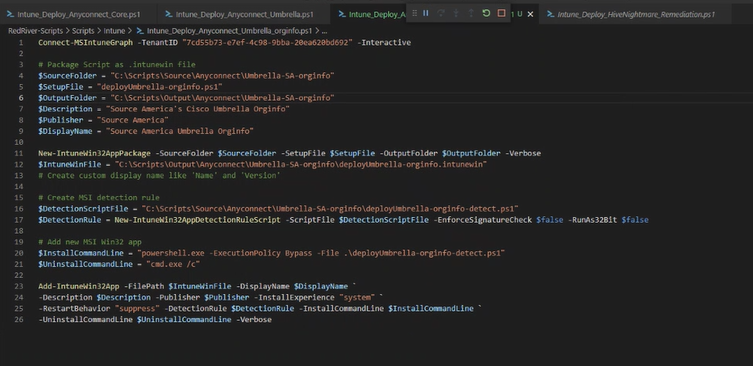 Intune_Deploy_Anyconnect_Core.ps1 Intune_Deploy_Anyconnect_Umbrella.ps1 Intune_Deploy_A 1 U Intune_Deploy_HiveNightmare_Remediation.ps1
RedRiver-Scripts > Scripts > Intune > Intune_Deploy_Anyconnect_Umbrella_orginfo.ps1 > ...
1 Connect-MSIntuneGraph -TenantID "7cd55b73-e7ef-4c98-9bba-20ea620bd692" -Interactive
2
3 # Package Script as .intunewin file
4 $SourceFolder = "C:\Scripts\Source\Anyconnect\Umbrella-SA-orginfo"
5 $SetupFile = "deployUmbrella-orginfo.ps1"
6 $OutputFolder = "C:\Scripts\Output\Anyconnect\Umbrella-SA-orginfo"
7 $Description = "Source America's Cisco Umbrella Orginfo"
8 $Publisher = "Source America"
9 $DisplayName = "Source America Umbrella Orginfo"
10
11 New-IntuneWin32AppPackage -SourceFolder $SourceFolder -SetupFile $SetupFile -OutputFolder $OutputFolder -Verbose
12 $IntuneWinFile = "C:\Scripts\Output\Anyconnect\Umbrella-SA-orginfo\deployUmbrella-orginfo.intunewin"
13 # Create custom display name like 'Name' and 'Version'
14
15 # Create MSI detection rule
16 $DetectionScriptFile = "C:\Scripts\Source\Anyconnect\Umbrella-SA-orginfo\deployUmbrella-orginfo-detect.ps1"
17 $DetectionRule = New-IntuneWin32AppDetectionRuleScript -ScriptFile $DetectionScriptFile -EnforceSignatureCheck $false -RunAs32Bit $false
18
19 # Add new MSI Win32 app
20 $InstallCommandLine = "powershell.exe -ExecutionPolicy Bypass -File .\deployUmbrella-orginfo-detect.ps1"
21 $UninstallCommandLine = "cmd.exe /c"
22
23 Add-IntuneWin32App -FilePath $IntuneWinFile -DisplayName $DisplayName `
24 -Description $Description -Publisher $Publisher -InstallExperience "system" `
25 -RestartBehavior "suppress" -DetectionRule $DetectionRule -InstallCommandLine $InstallCommandLine `
26 -UninstallCommandLine $UninstallCommandLine -Verbose